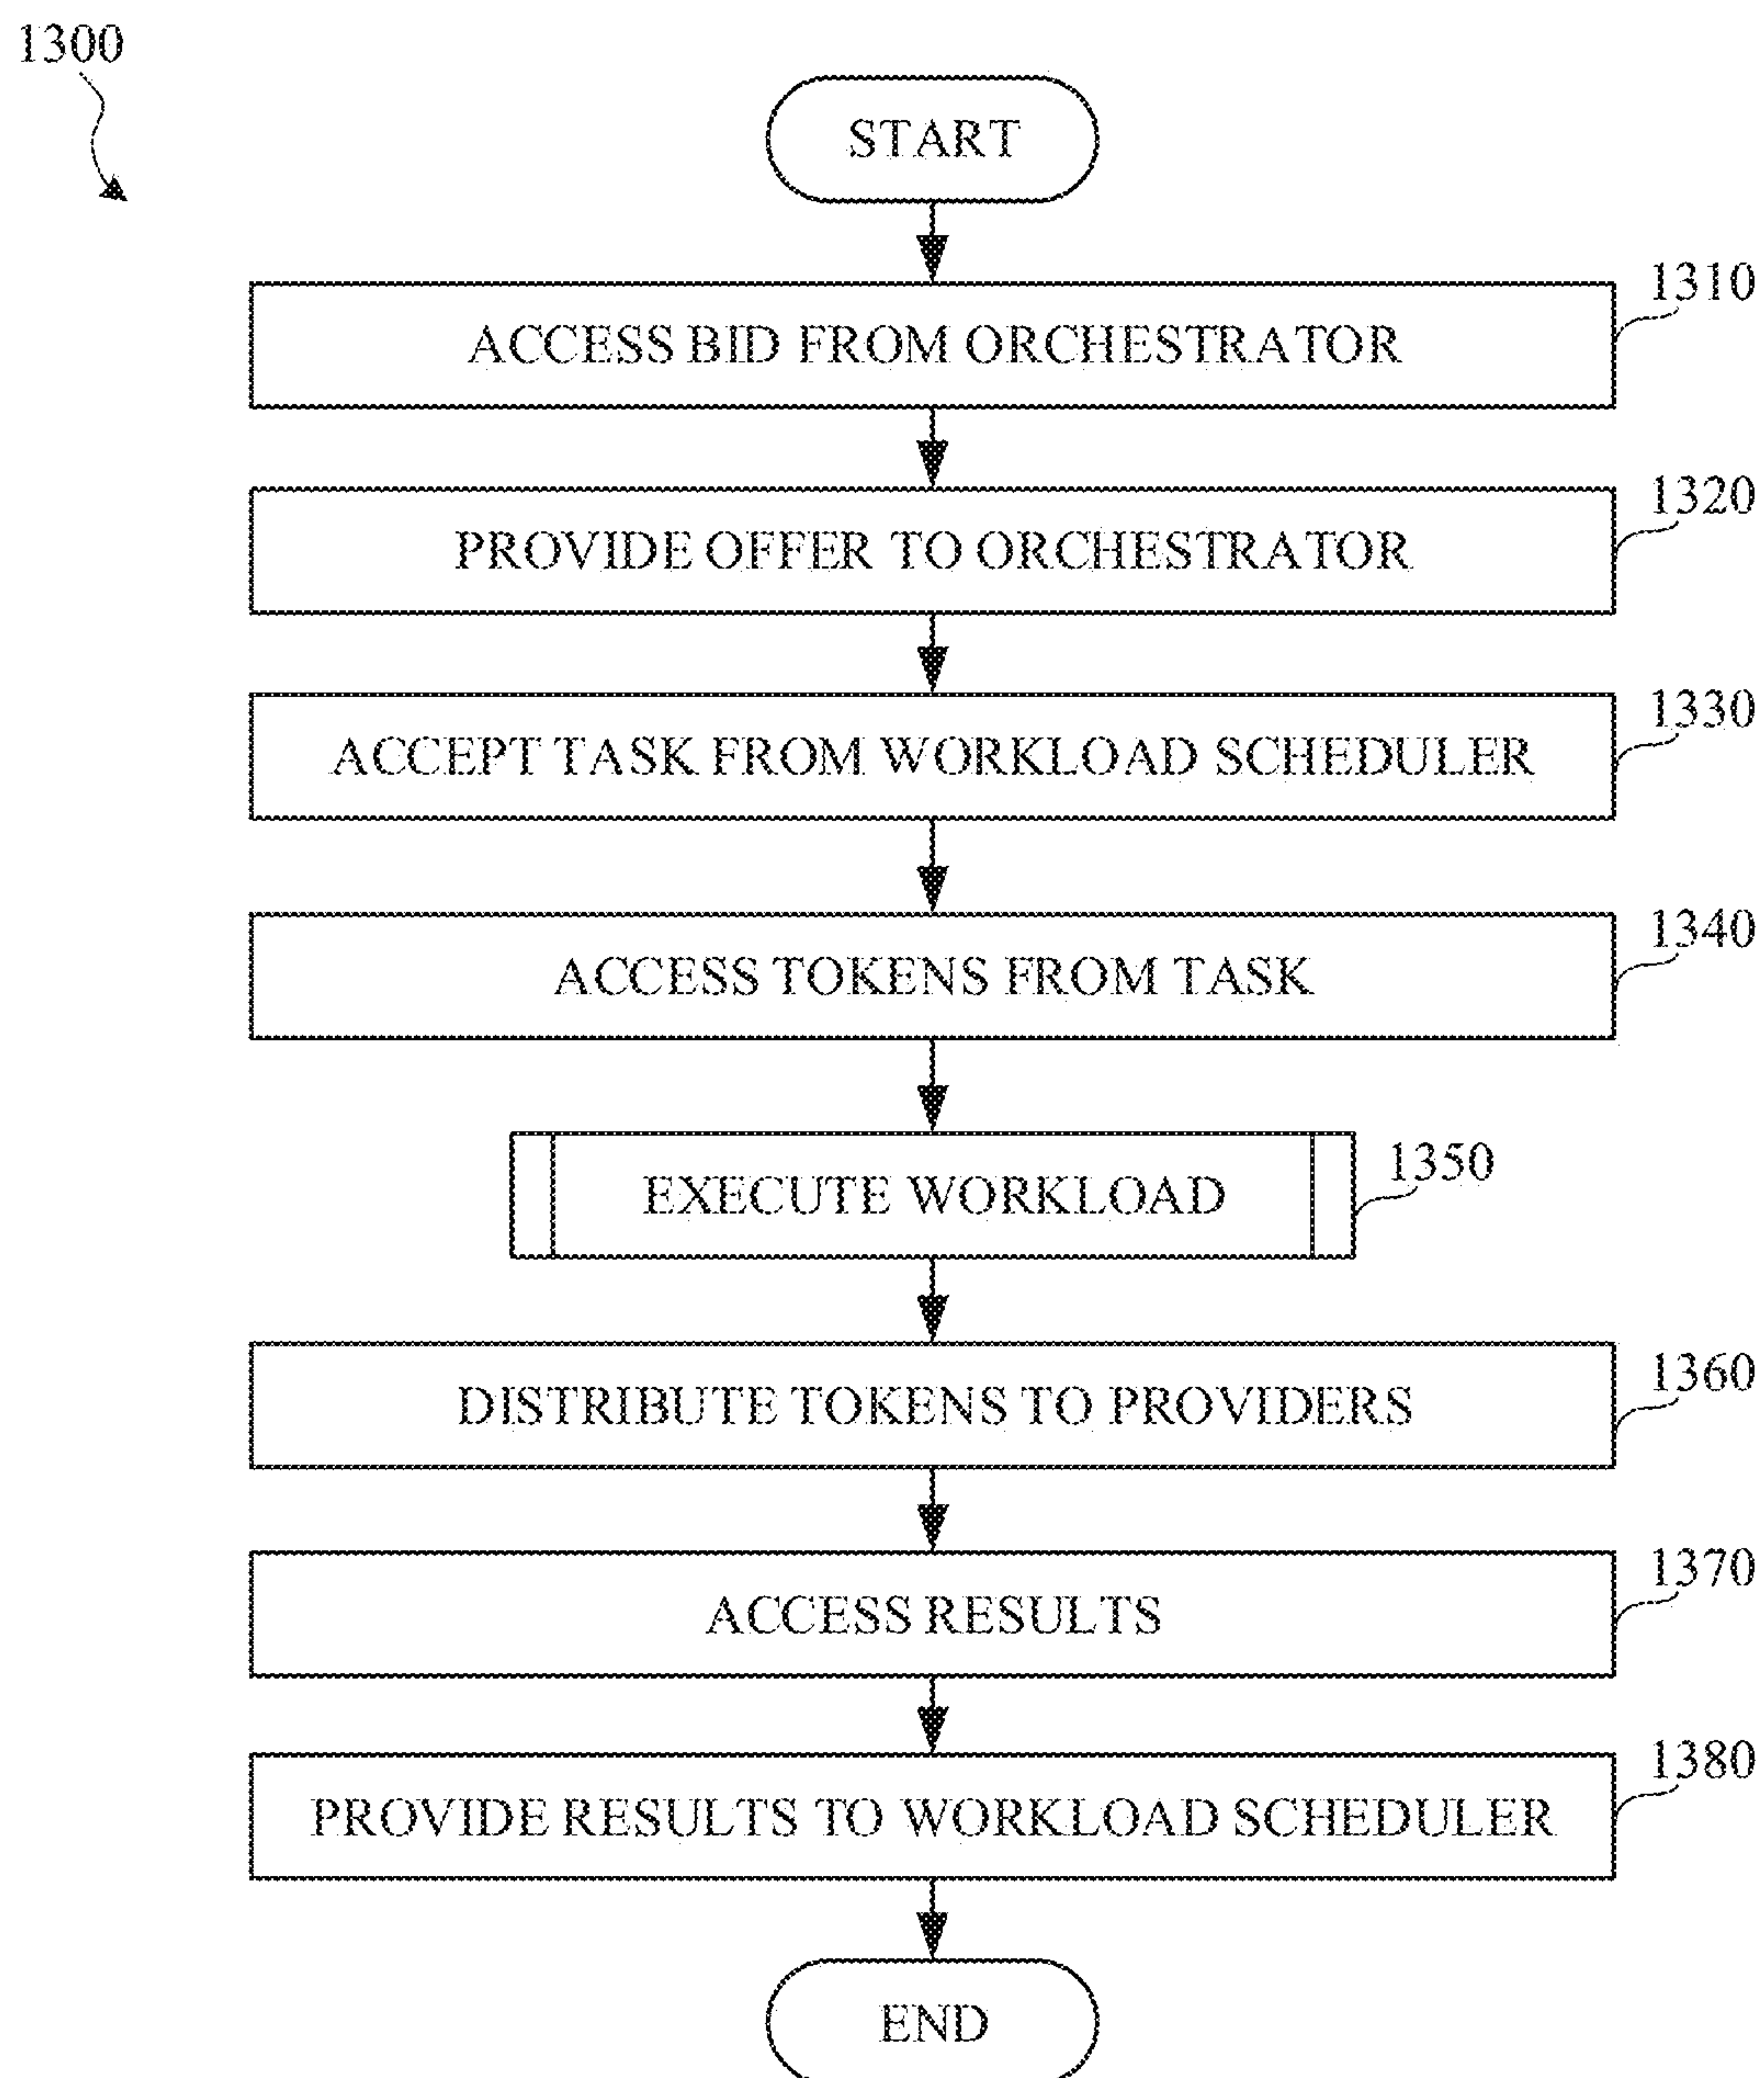 1300
START
1310
ACCESS BID FROM ORCHESTRATOR
1320
PROVIDE OFFER TO ORCHESTRATOR
1330
ACCEPT TASK FROM WORKLOAD SCHEDULER
1340
ACCESS TOKENS FROM TASK
1350
EXECUTE WORKLOAD
1360
DISTRIBUTE TOKENS TO PROVIDERS
1370
ACCESS RESULTS
1380
PROVIDE RESULTS TO WORKLOAD SCHEDULER
END